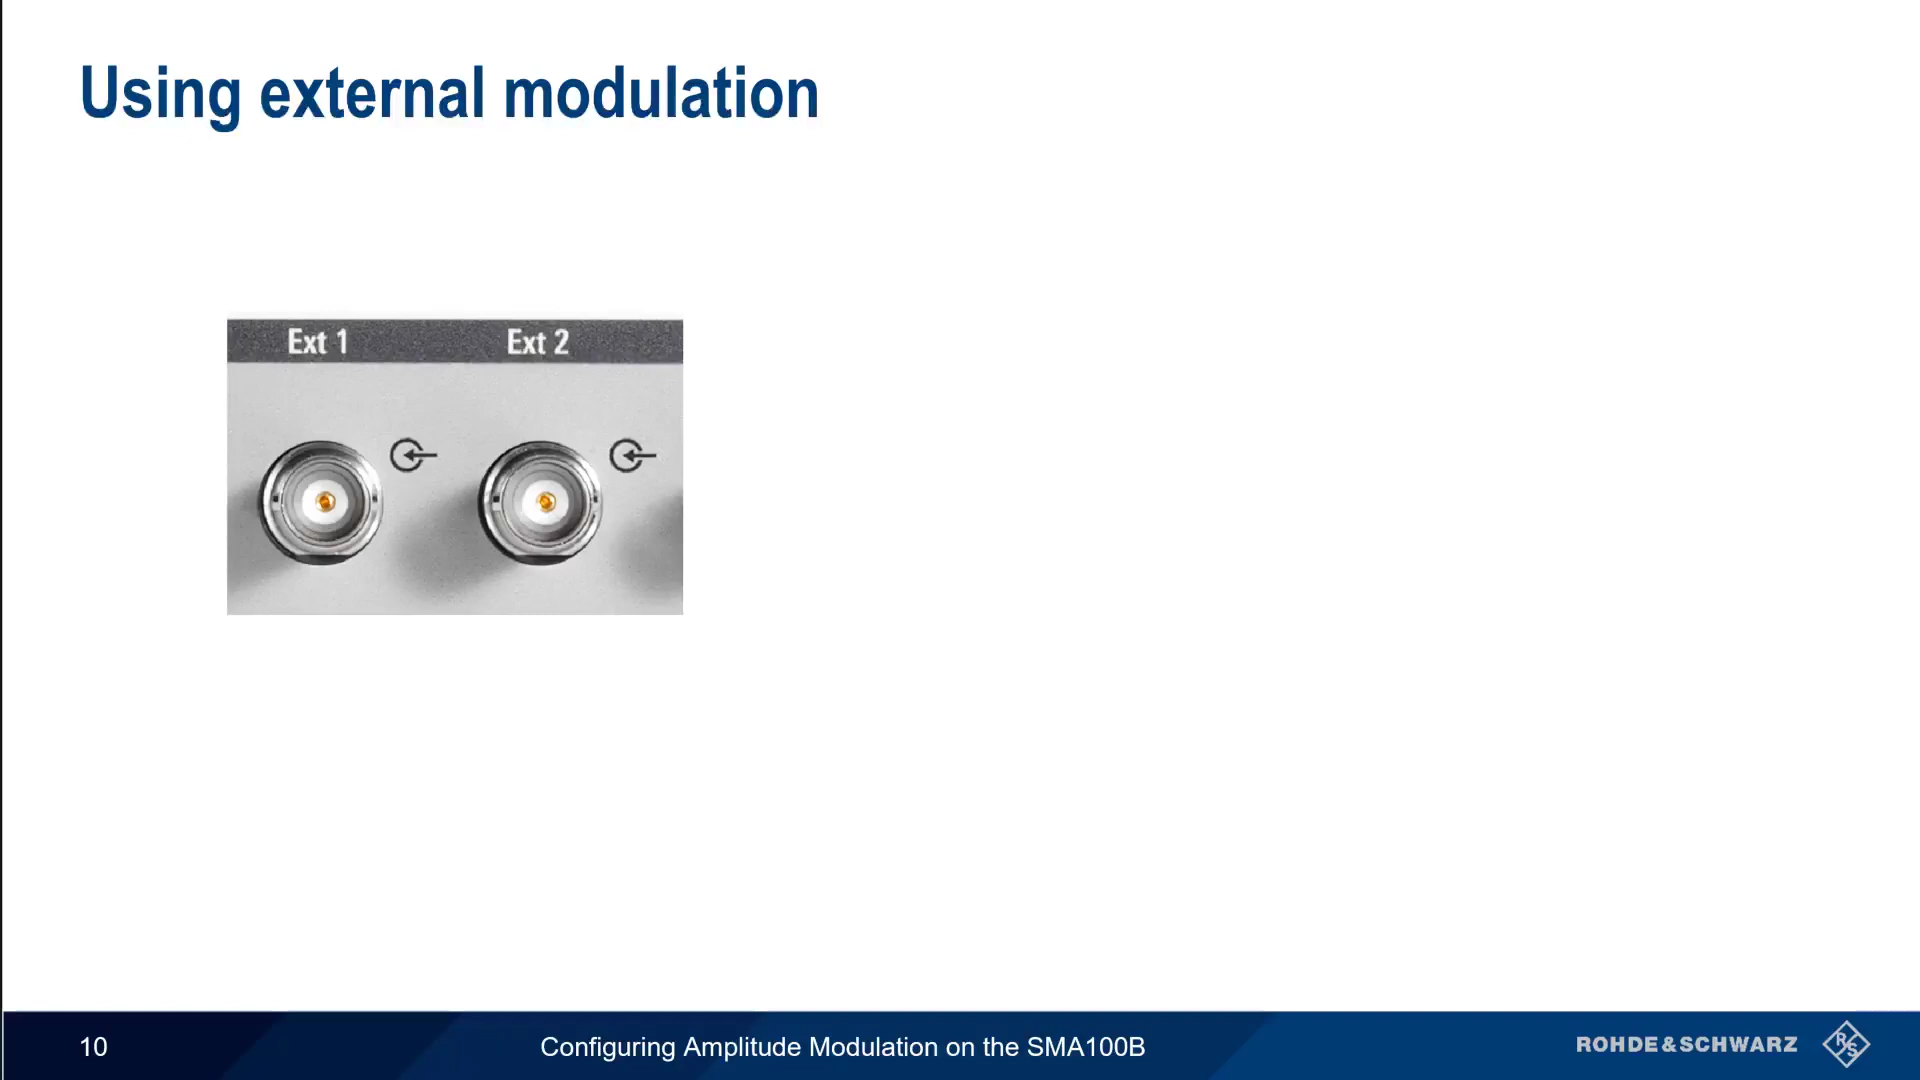 Using external modulation
Ext 1 Ext 2
10 Configuring Amplitude Modulation on the SMA100B ROHDE&SCHWARZ R&S